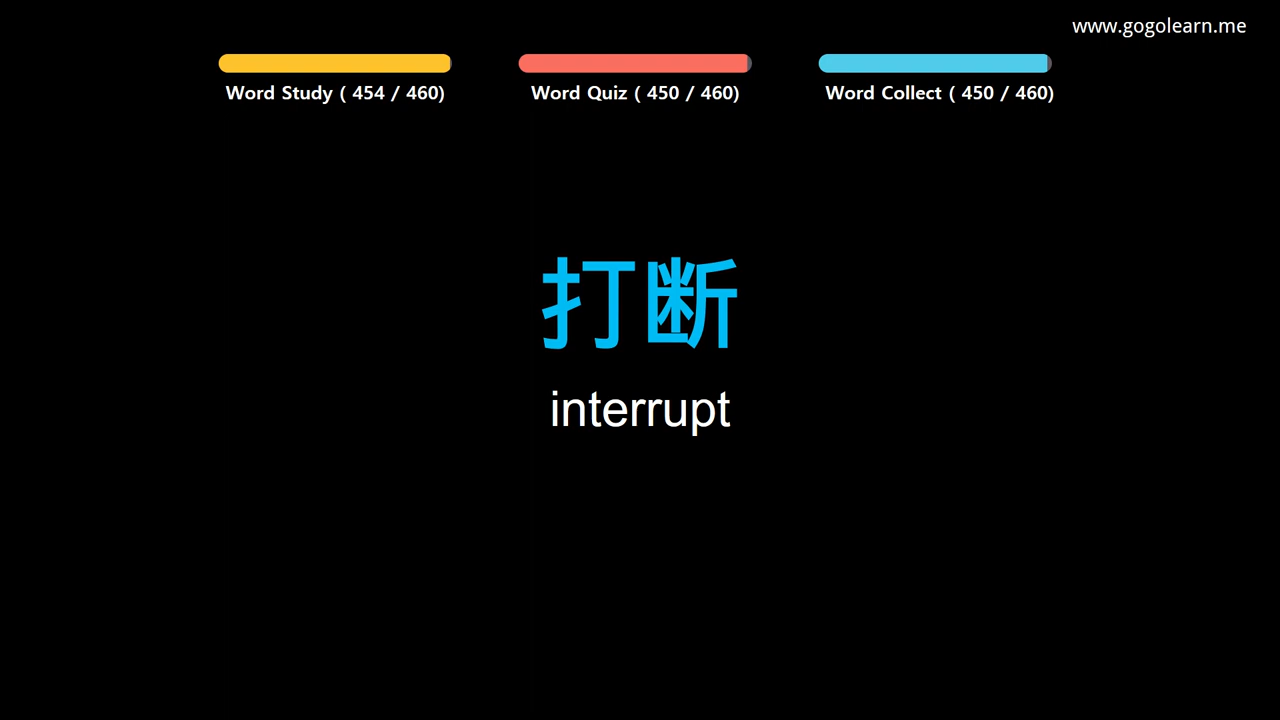 www.gogolearn.me
Word Study ( 454 / 460)
Word Quiz ( 450 / 460)
Word Collect ( 450 / 460)
打断
interrupt